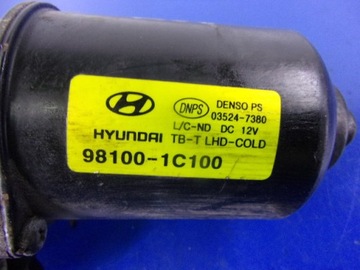 DNPS DENSO PS
03524-7380
L/C-ND DC 12V
HYUNDAI TB-T LHD-COLD
98100-1C100